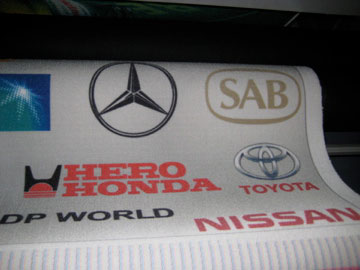 SAB
HERO
HONDA
TOYOTA
DP WORLD
NISSAN